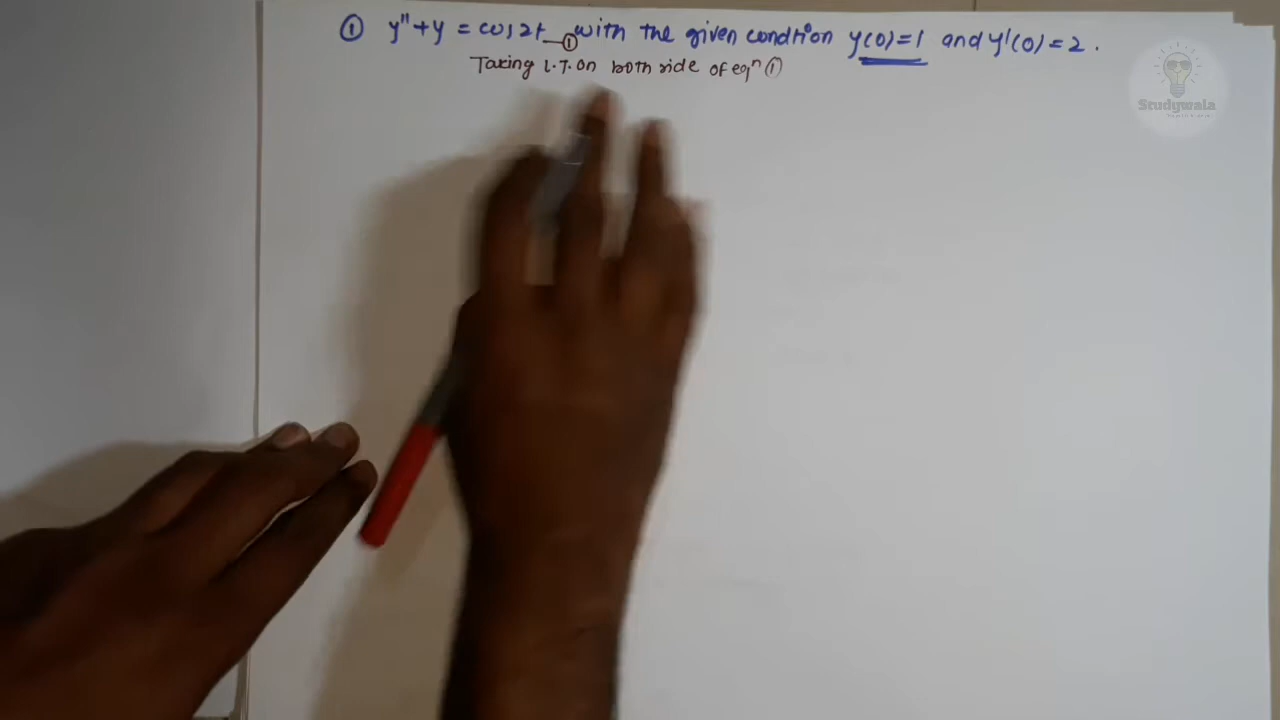 ① y"+y = cos2t —① with the given condition y(0)=1 and y'(0)=2.
Taking L.T. on both side of eqⁿ ①
Studywala